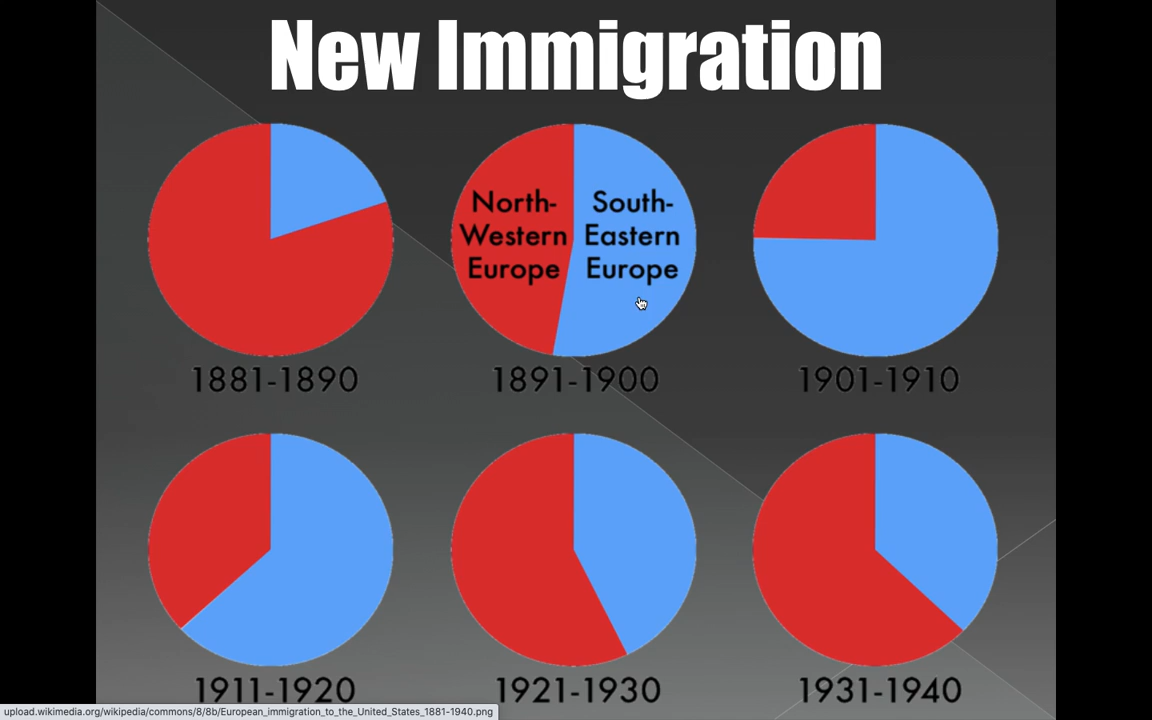 New Immigration
North-
Western
Europe
South-
Eastern
Europe
1881-1890
1891-1900
1901-1910
1911-1920
1921-1930
1931-1940
upload.wikimedia.org/wikipedia/commons/8/8b/European_immigration_to_the_United_States_1881-1940.png